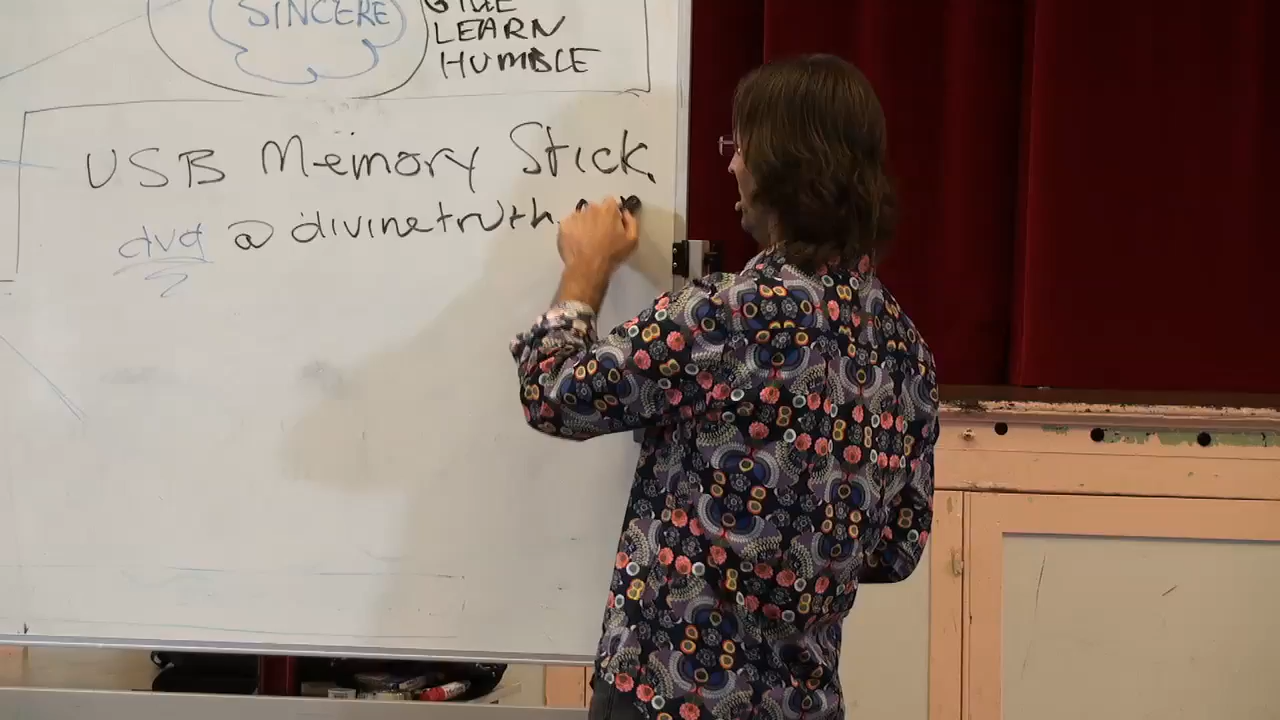 SINCERE
LEARN
HUMBLE
USB Memory Stick.
dvd @divinetruth.